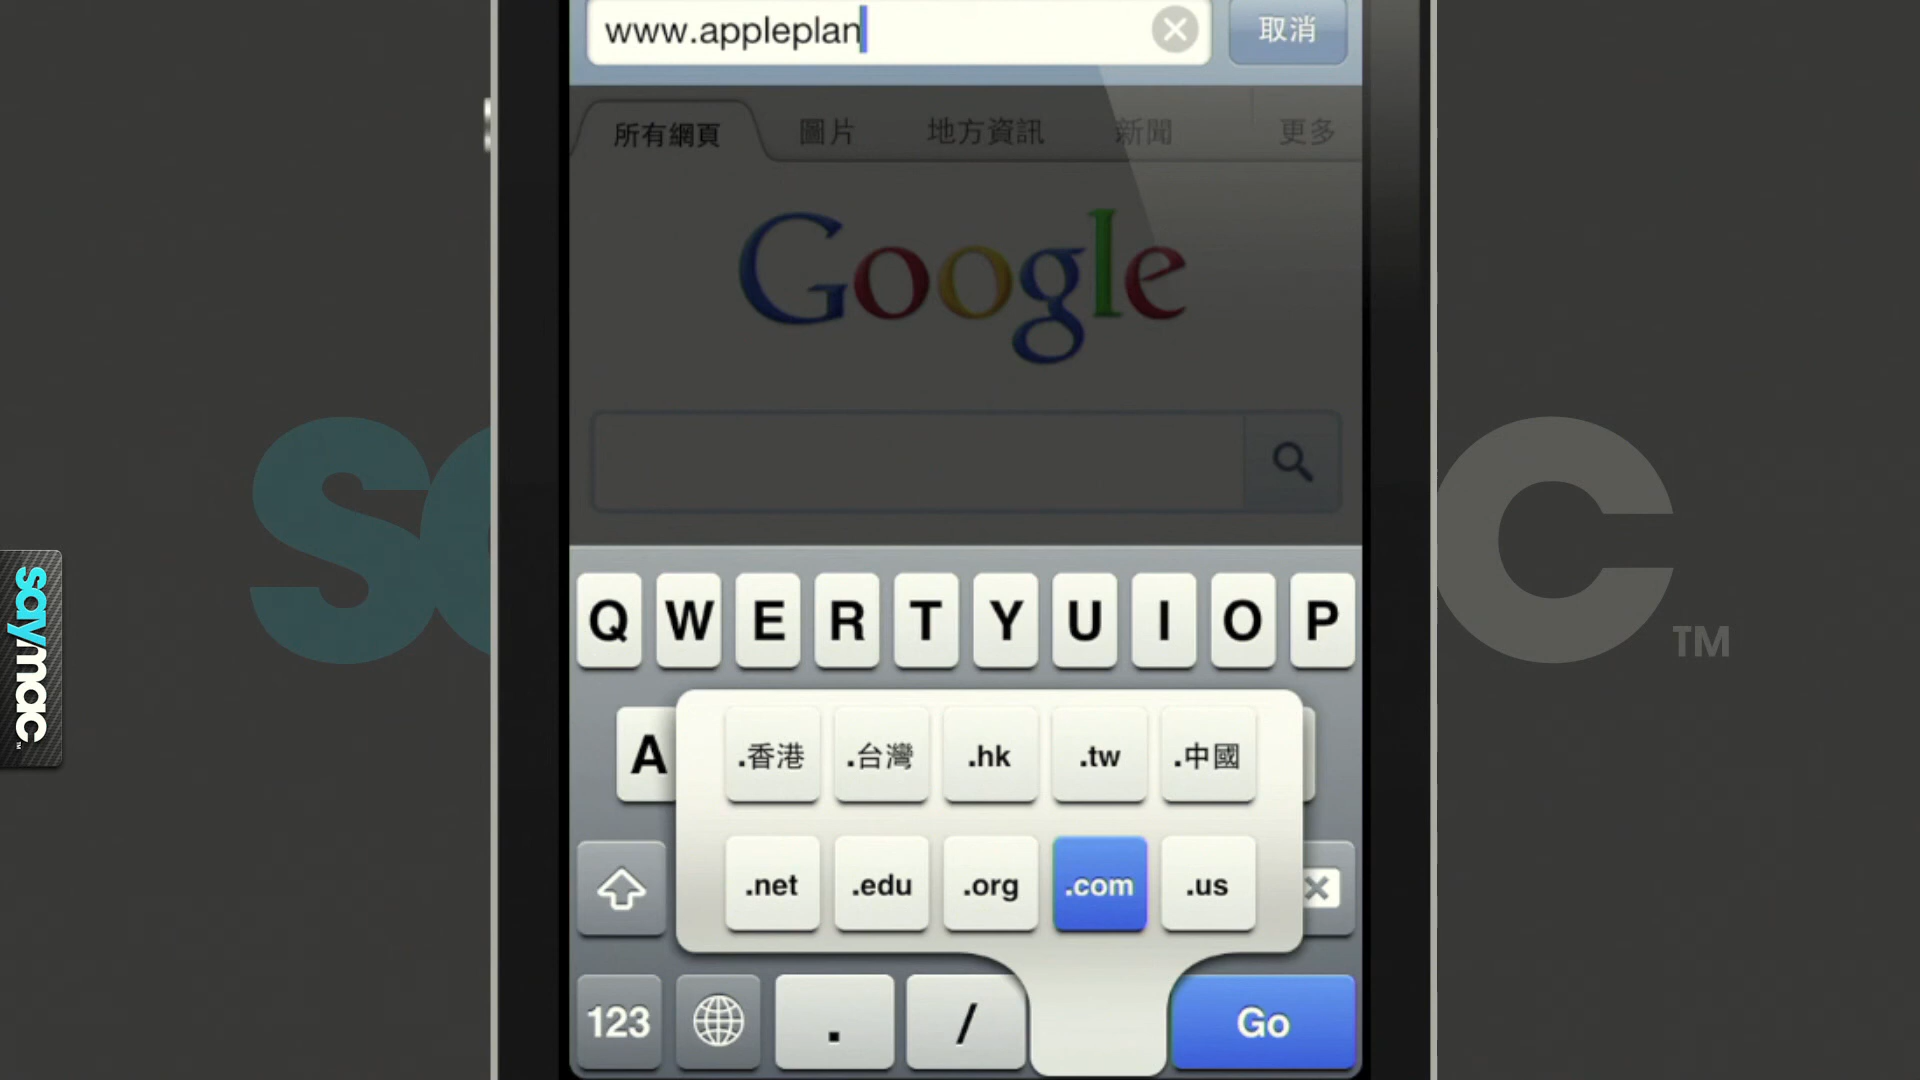 www.appleplan
取消
所有網頁
圖片
地方資訊
新聞
更多
Google
Q W E R T Y U I O P
A
.香港
.台灣
.hk
.tw
.中國
.net
.edu
.org
.com
.us
123
.
/
Go
saymac
TM